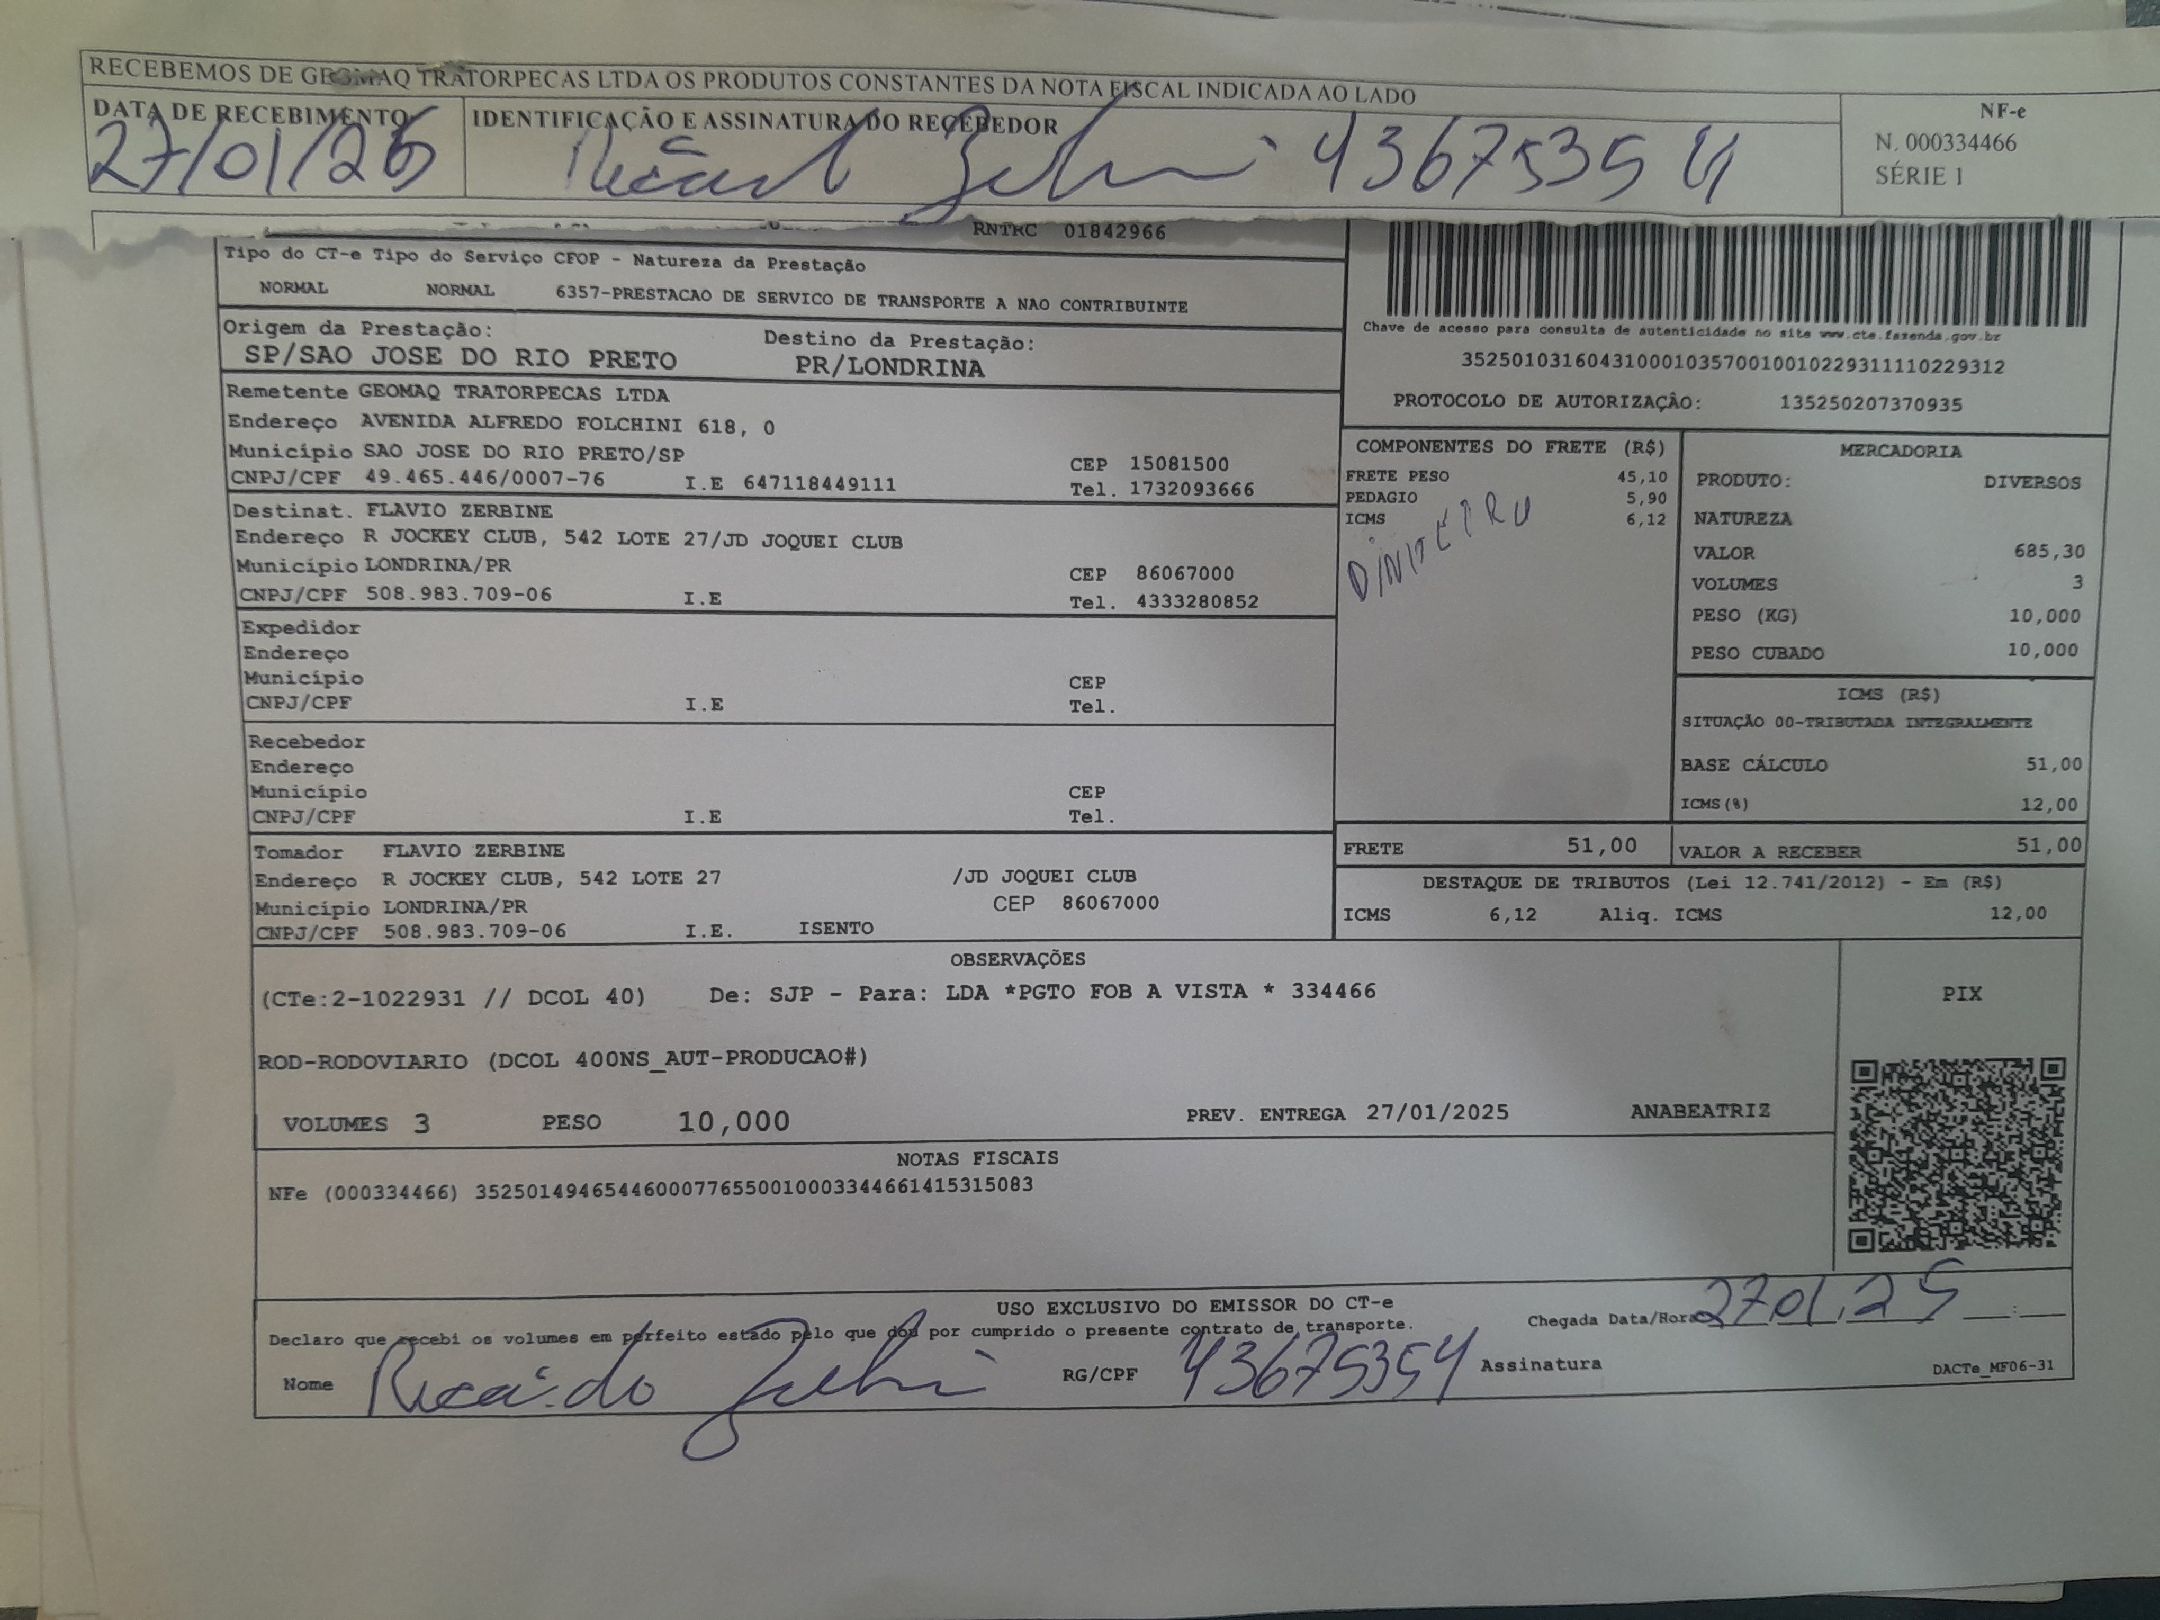 RECEBEMOS DE GEOMAQ TRATORPECAS LTDA OS PRODUTOS CONSTANTES DA NOTA FISCAL INDICADA AO LADO
DATA DE RECEBIMENTO
IDENTIFICAÇÃO E ASSINATURA DO RECEBEDOR
NF-e
N. 000334466
SÉRIE 1
27/01/25
43675354
RNTRC 01842966
Tipo do CT-e Tipo do Serviço CFOP - Natureza da Prestação
NORMAL NORMAL 6357-PRESTACAO DE SERVICO DE TRANSPORTE A NAO CONTRIBUINTE
Origem da Prestação: Destino da Prestação:
SP/SAO JOSE DO RIO PRETO PR/LONDRINA
Chave de acesso para consulta de autenticidade no site www.cte.fazenda.gov.br
35250103160431000103570010010229311110229312
PROTOCOLO DE AUTORIZAÇÂO: 135250207370935
Remetente GEOMAQ TRATORPECAS LTDA
Endereço AVENIDA ALFREDO FOLCHINI 618, 0
Município SAO JOSE DO RIO PRETO/SP CEP 15081500
CNPJ/CPF 49.465.446/0007-76 I.E 647118449111 Tel. 1732093666
Destinat. FLAVIO ZERBINE
Endereço R JOCKEY CLUB, 542 LOTE 27/JD JOQUEI CLUB
Município LONDRINA/PR CEP 86067000
CNPJ/CPF 508.983.709-06 I.E Tel. 4333280852
Expedidor
Endereço
Município CEP
CNPJ/CPF I.E Tel.
Recebedor
Endereço
Município CEP
CNPJ/CPF I.E Tel.
Tomador FLAVIO ZERBINE
Endereço R JOCKEY CLUB, 542 LOTE 27 /JD JOQUEI CLUB
Município LONDRINA/PR CEP 86067000
CNPJ/CPF 508.983.709-06 I.E. ISENTO
COMPONENTES DO FRETE (R$)
FRETE PESO 45,10
PEDAGIO 5,90
ICMS 6,12
MERCADORIA
PRODUTO: DIVERSOS
NATUREZA
VALOR 685,30
VOLUMES 3
PESO (KG) 10,000
PESO CUBADO 10,000
ICMS (R$)
SITUAÇÃO 00-TRIBUTADA INTEGRALMENTE
BASE CÁLCULO 51,00
ICMS(%) 12,00
FRETE 51,00 VALOR A RECEBER 51,00
DESTAQUE DE TRIBUTOS (Lei 12.741/2012) - Em (R$)
ICMS 6,12 Aliq. ICMS 12,00
OBSERVAÇÕES
(CTe:2-1022931 // DCOL 40) De: SJP - Para: LDA *PGTO FOB A VISTA * 334466
ROD-RODOVIARIO (DCOL 400NS_AUT-PRODUCAO#)
VOLUMES 3 PESO 10,000 PREV. ENTREGA 27/01/2025 ANABEATRIZ
PIX
NOTAS FISCAIS
NFe (000334466) 35250149465446000776550010003344661415315083
USO EXCLUSIVO DO EMISSOR DO CT-e
Declaro que recebi os volumes em perfeito estado pelo que dou por cumprido o presente contrato de transporte.
Chegada Data/Hora 27 01 25 :
Nome Ricardo RG/CPF 43675354 Assinatura
DACTe_MF06-31